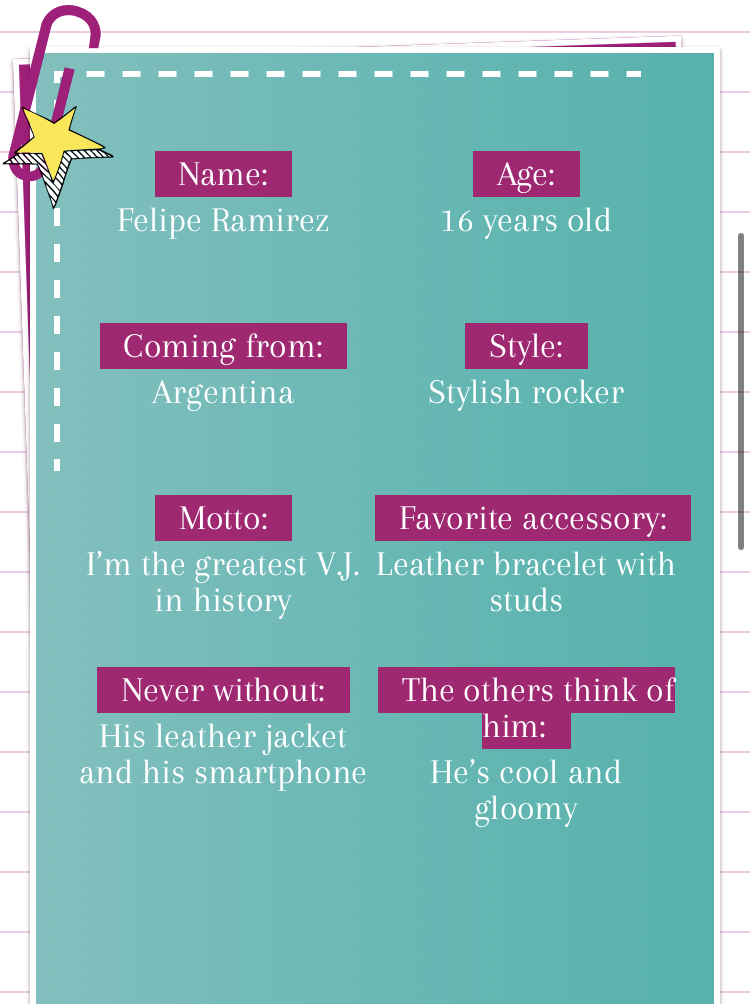 Name:
Felipe Ramirez
Age:
16 years old
Coming from:
Argentina
Style:
Stylish rocker
Motto:
I’m the greatest V.J.
in history
Favorite accessory:
Leather bracelet with
studs
Never without:
His leather jacket
and his smartphone
The others think of
him:
He’s cool and
gloomy